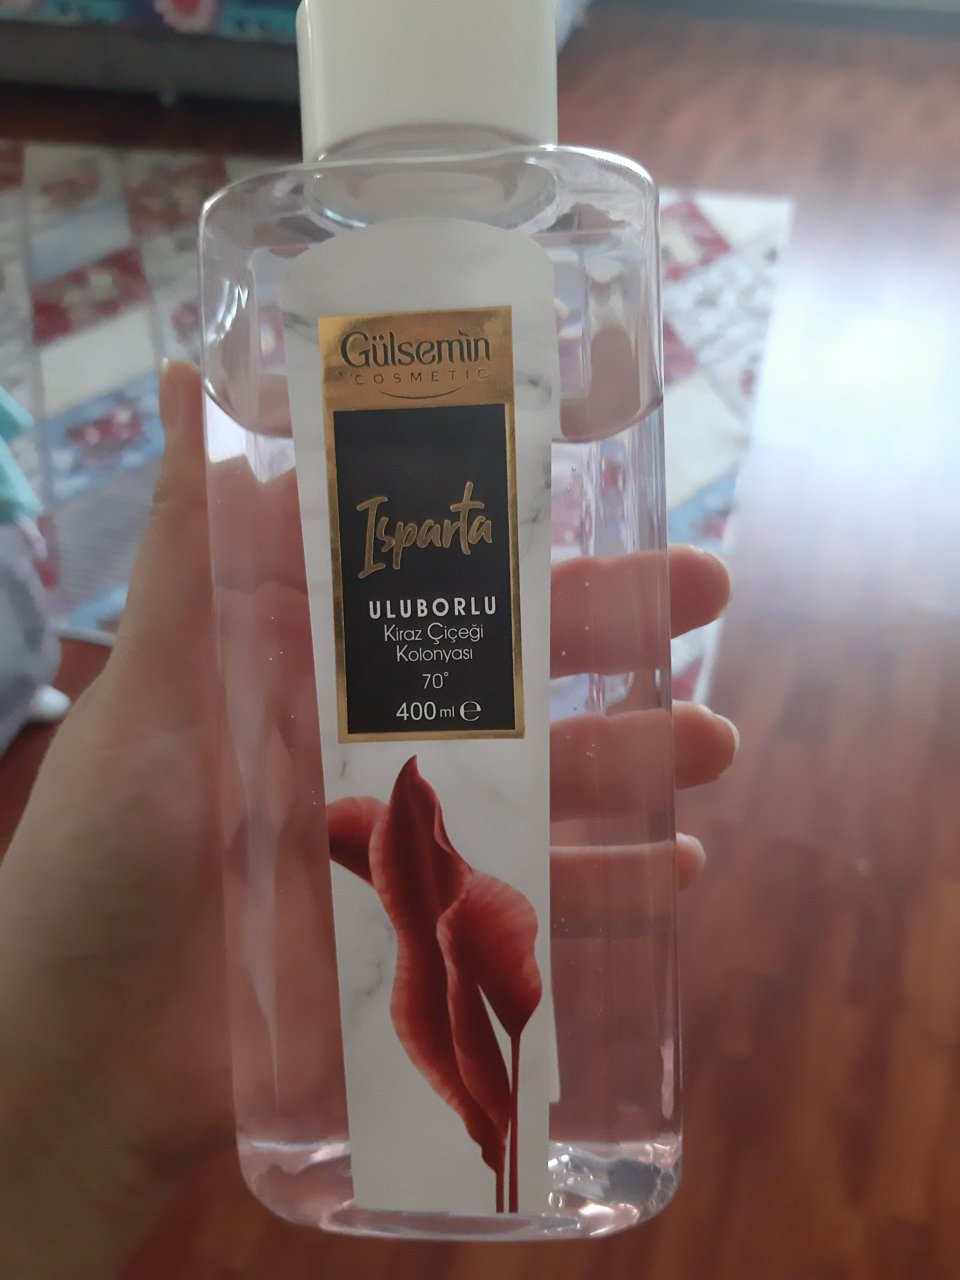 Gülsemin
COSMETIC
Isparta
ULUBORLU
Kiraz Çiçeği
Kolonyası
70°
400 ml ℮